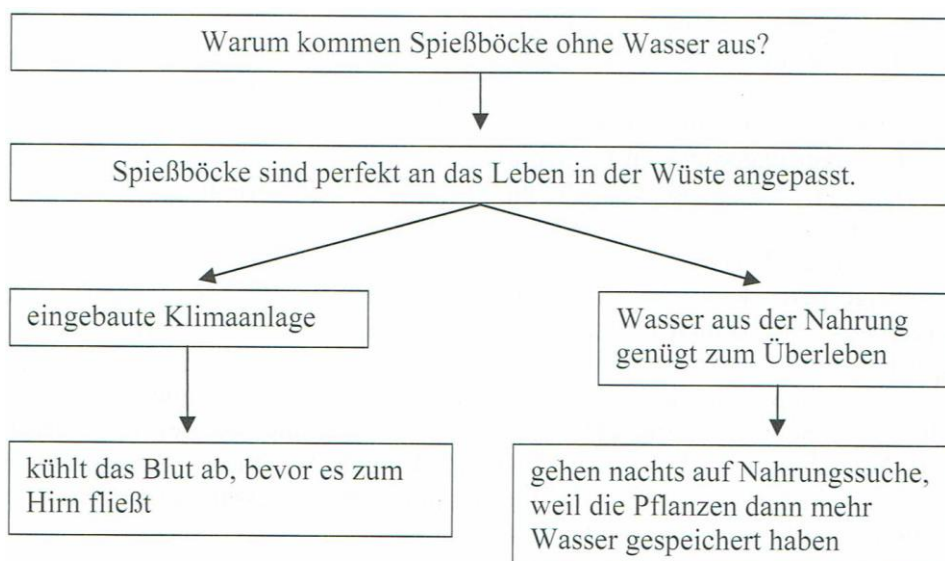 Warum kommen Spießböcke ohne Wasser aus?
Spießböcke sind perfekt an das Leben in der Wüste angepasst.
eingebaute Klimaanlage
Wasser aus der Nahrung
genügt zum Überleben
kühlt das Blut ab, bevor es zum
Hirn fließt
gehen nachts auf Nahrungssuche,
weil die Pflanzen dann mehr
Wasser gespeichert haben